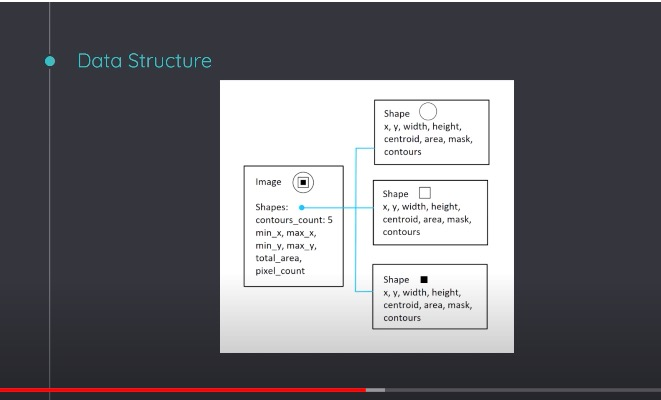 Data Structure
Image
Shapes:
contours_count: 5
min_x, max_x,
min_y, max_y,
total_area,
pixel_count
Shape
x, y, width, height,
centroid, area, mask,
contours
Shape
x, y, width, height,
centroid, area, mask,
contours
Shape
x, y, width, height,
centroid, area, mask,
contours